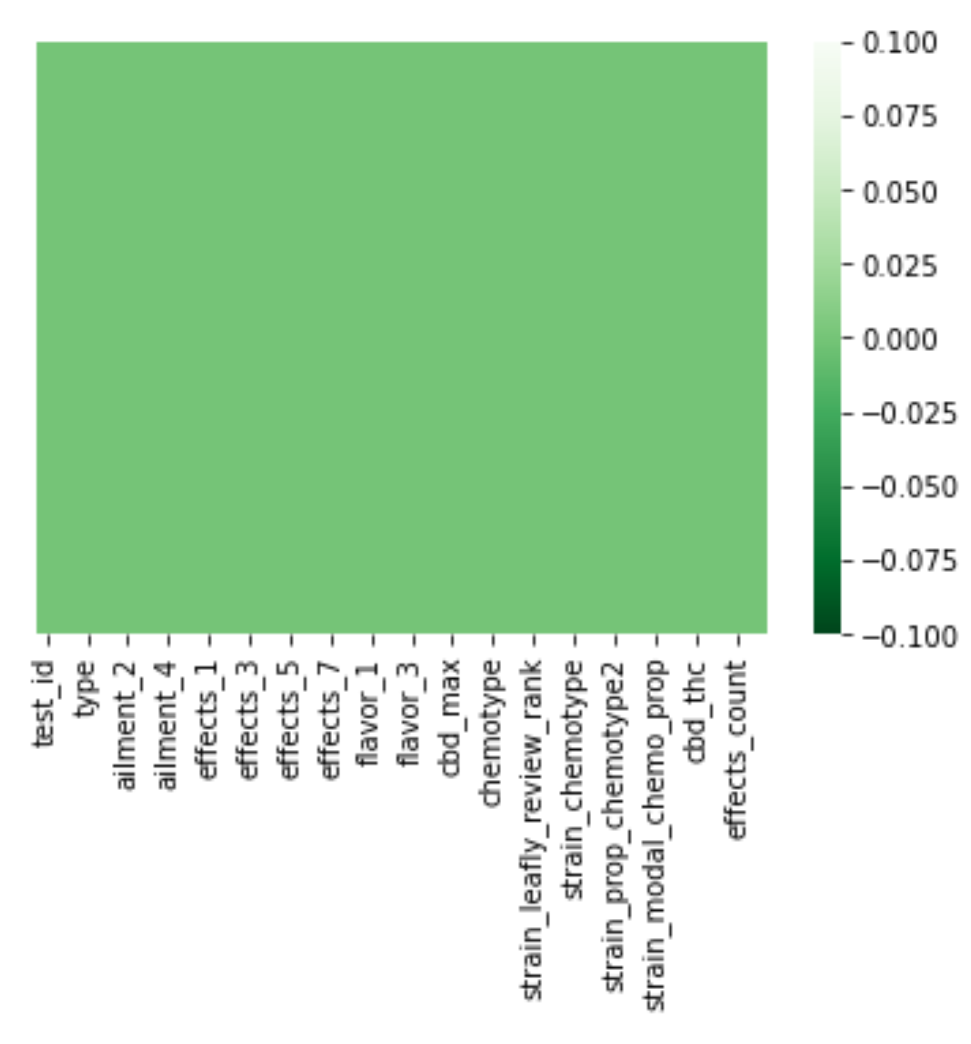 0.100
0.075
0.050
0.025
0.000
−0.025
−0.050
−0.075
−0.100
test_id
type
ailment_2
ailment_4
effects_1
effects_3
effects_5
effects_7
flavor_1
flavor_3
cbd_max
chemotype
strain_leafly_review_rank
strain_chemotype
strain_prop_chemotype2
strain_modal_chemo_prop
cbd_thc
effects_count